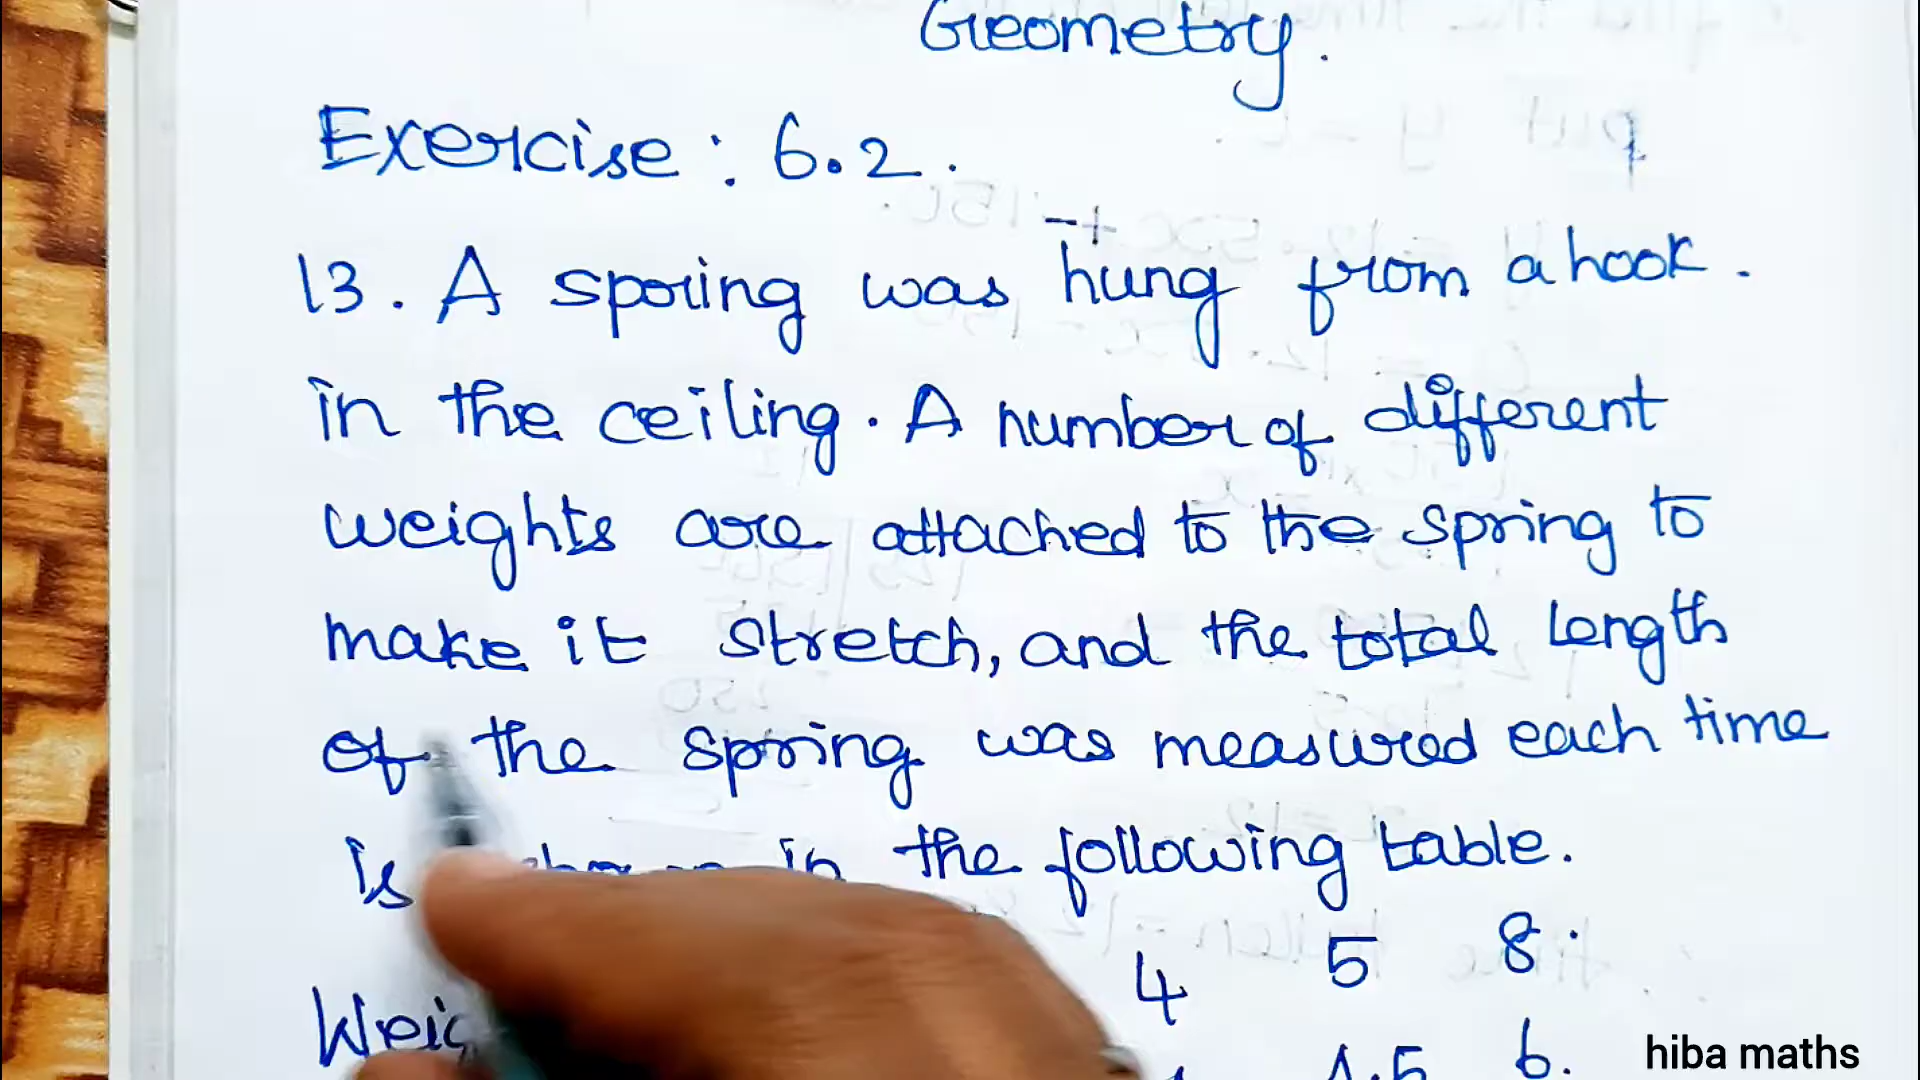 Geometry.
Exercise : 6.2.
13. A spring was hung from a hook.
in the ceiling. A number of different
weights are attached to the spring to
make it stretch, and the total length
of the spring was measured each time
is in the following table.
4 5 8.
6.
hiba maths